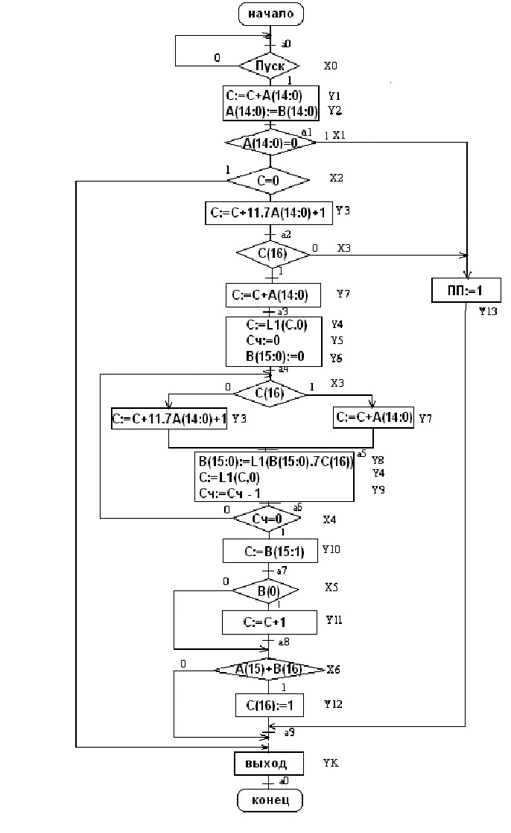 начало
a0
0 Пуск X0
1
C:=C+A(14:0) Y1
A(14:0):=B(14:0) Y2
a1
A(14:0)=0 1 X1
1 C=0 X2
C:=C+11.7A(14:0)+1 Y3
a2
C(16) 0 X3
1
C:=C+A(14:0) Y7
ПП:=1
Y13
a3
C:=L1(C.0) Y4
Сч:=0 Y5
B(15:0):=0 Y6
a4
0 C(16) 1 X3
C:=C+11.7A(14:0)+1 Y3
C:=C+A(14:0) Y7
a5
B(15:0):=L1(B(15:0).7C(16)) Y8
C:=L1(C,0) Y4
Сч:=Сч - 1 Y9
a6
0 Сч=0 X4
1
C:=B(15:1) Y10
a7
0 B(0) X5
1
C:=C+1 Y11
a8
0 A(15)+B(16) X6
1
C(16):=1 Y12
a9
выход YK
a0
конец